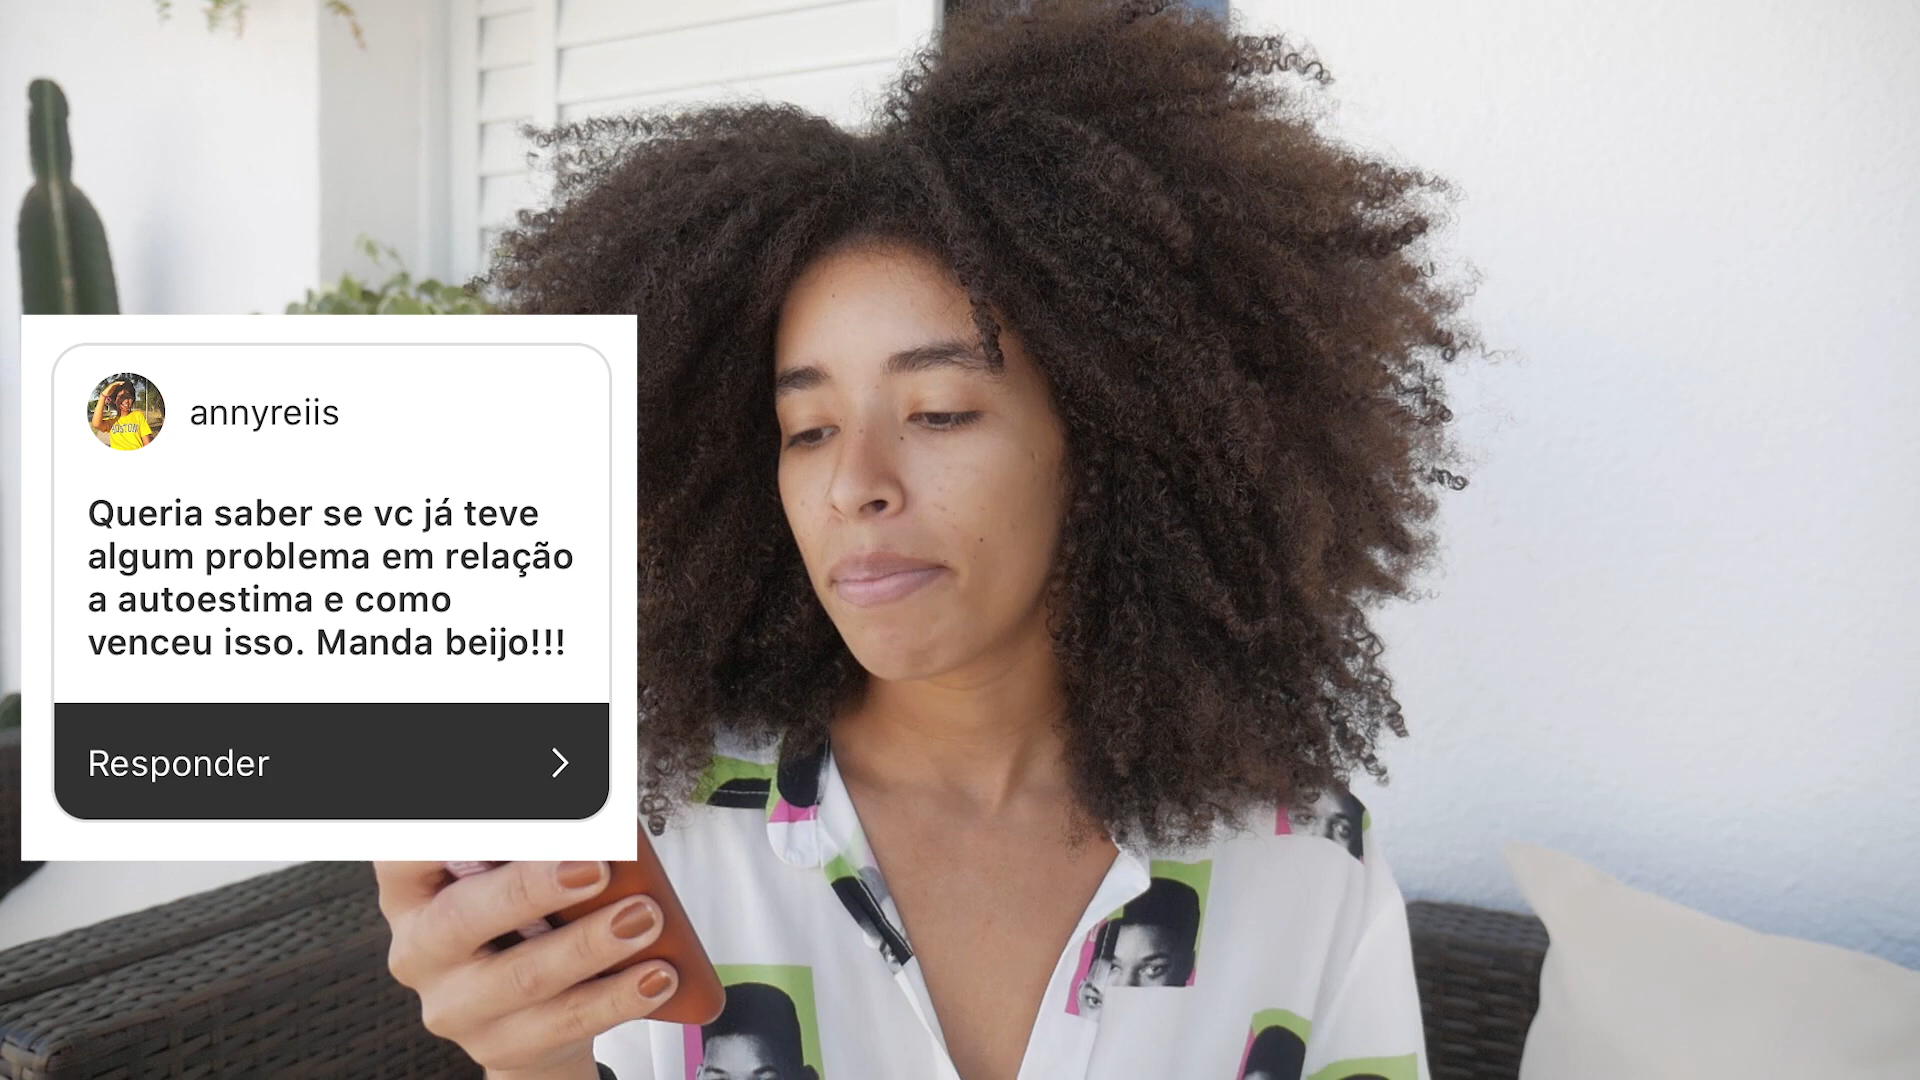 annyreiis
Queria saber se vc já teve
algum problema em relação
a autoestima e como
venceu isso. Manda beijo!!!
Responder